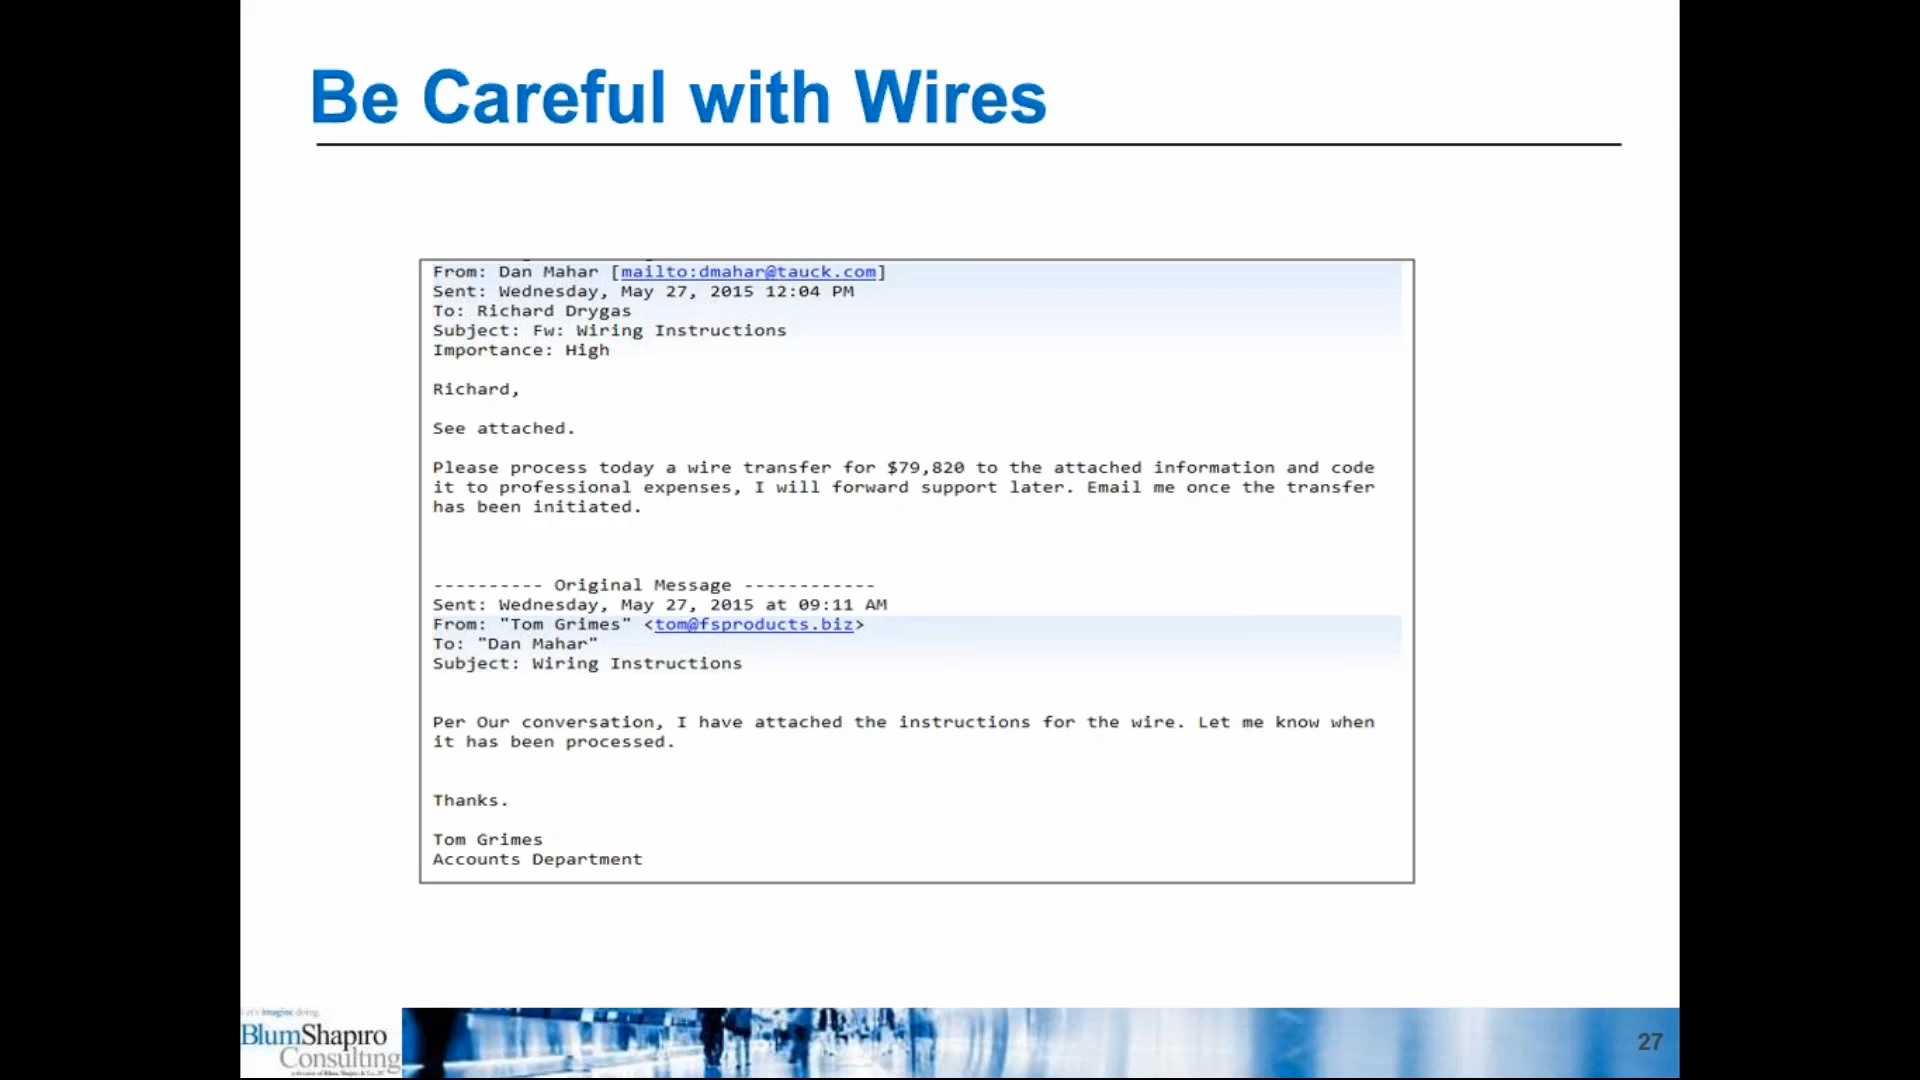 Be Careful with Wires
From: Dan Mahar [mailto:dmahar@tauck.com]
Sent: Wednesday, May 27, 2015 12:04 PM
To: Richard Drygas
Subject: Fw: Wiring Instructions
Importance: High
Richard,
See attached.
Please process today a wire transfer for $79,820 to the attached information and code
it to professional expenses, I will forward support later. Email me once the transfer
has been initiated.
---------- Original Message ------------
Sent: Wednesday, May 27, 2015 at 09:11 AM
From: "Tom Grimes" <tom@fsproducts.biz>
To: "Dan Mahar"
Subject: Wiring Instructions
Per Our conversation, I have attached the instructions for the wire. Let me know when
it has been processed.
Thanks.
Tom Grimes
Accounts Department
Let's imagine doing.
BlumShapiro
Consulting
27